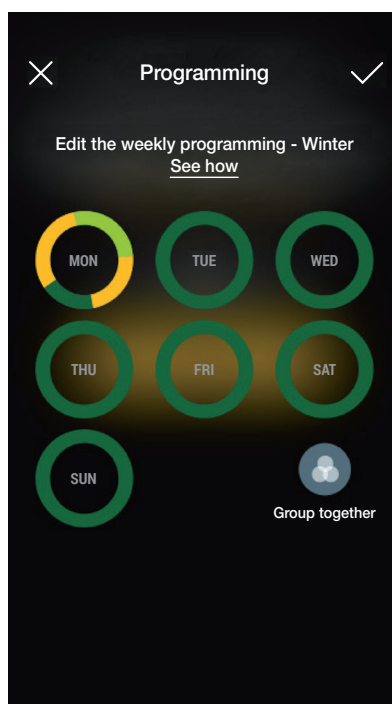 Programming
Edit the weekly programming - Winter
See how
MON TUE WED
THU FRI SAT
SUN
Group together